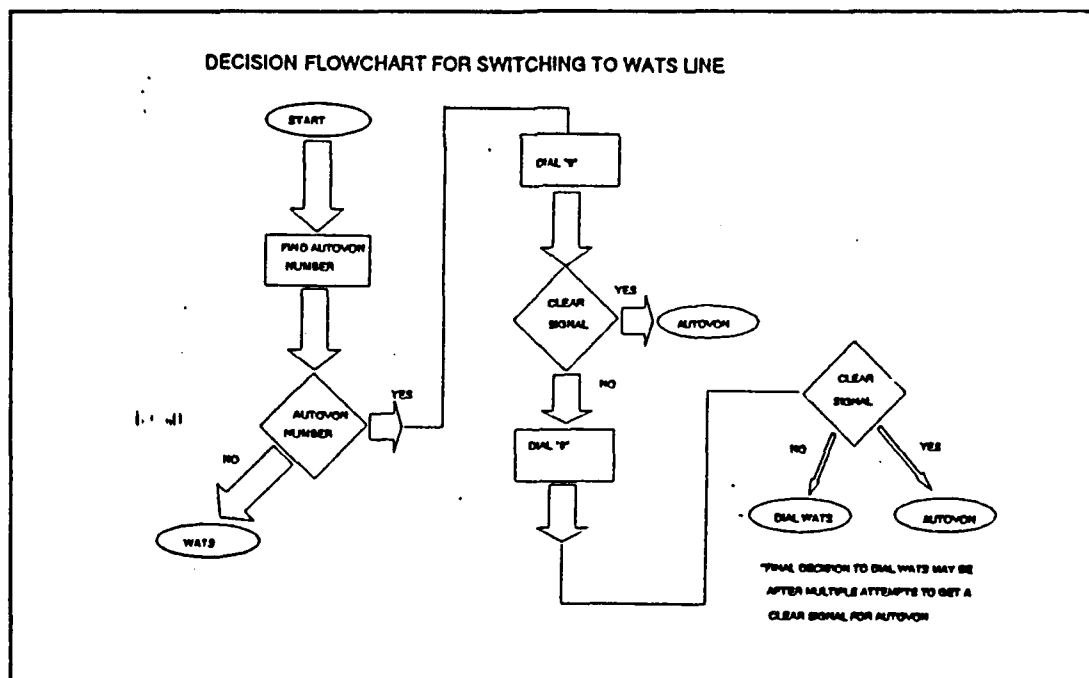 DECISION FLOWCHART FOR SWITCHING TO WATS LINE
START
FIND AUTOVON
NUMBER
AUTOVON
NUMBER
YES
NO
WATS
DIAL
CLEAR
SIGNAL
YES
AUTOVON
NO
DIAL
CLEAR
SIGNAL
NO
YES
DIAL WATS
AUTOVON
*FINAL DECISION TO DIAL WATS MAY BE
AFTER MULTIPLE ATTEMPTS TO GET A
CLEAR SIGNAL FOR AUTOVON